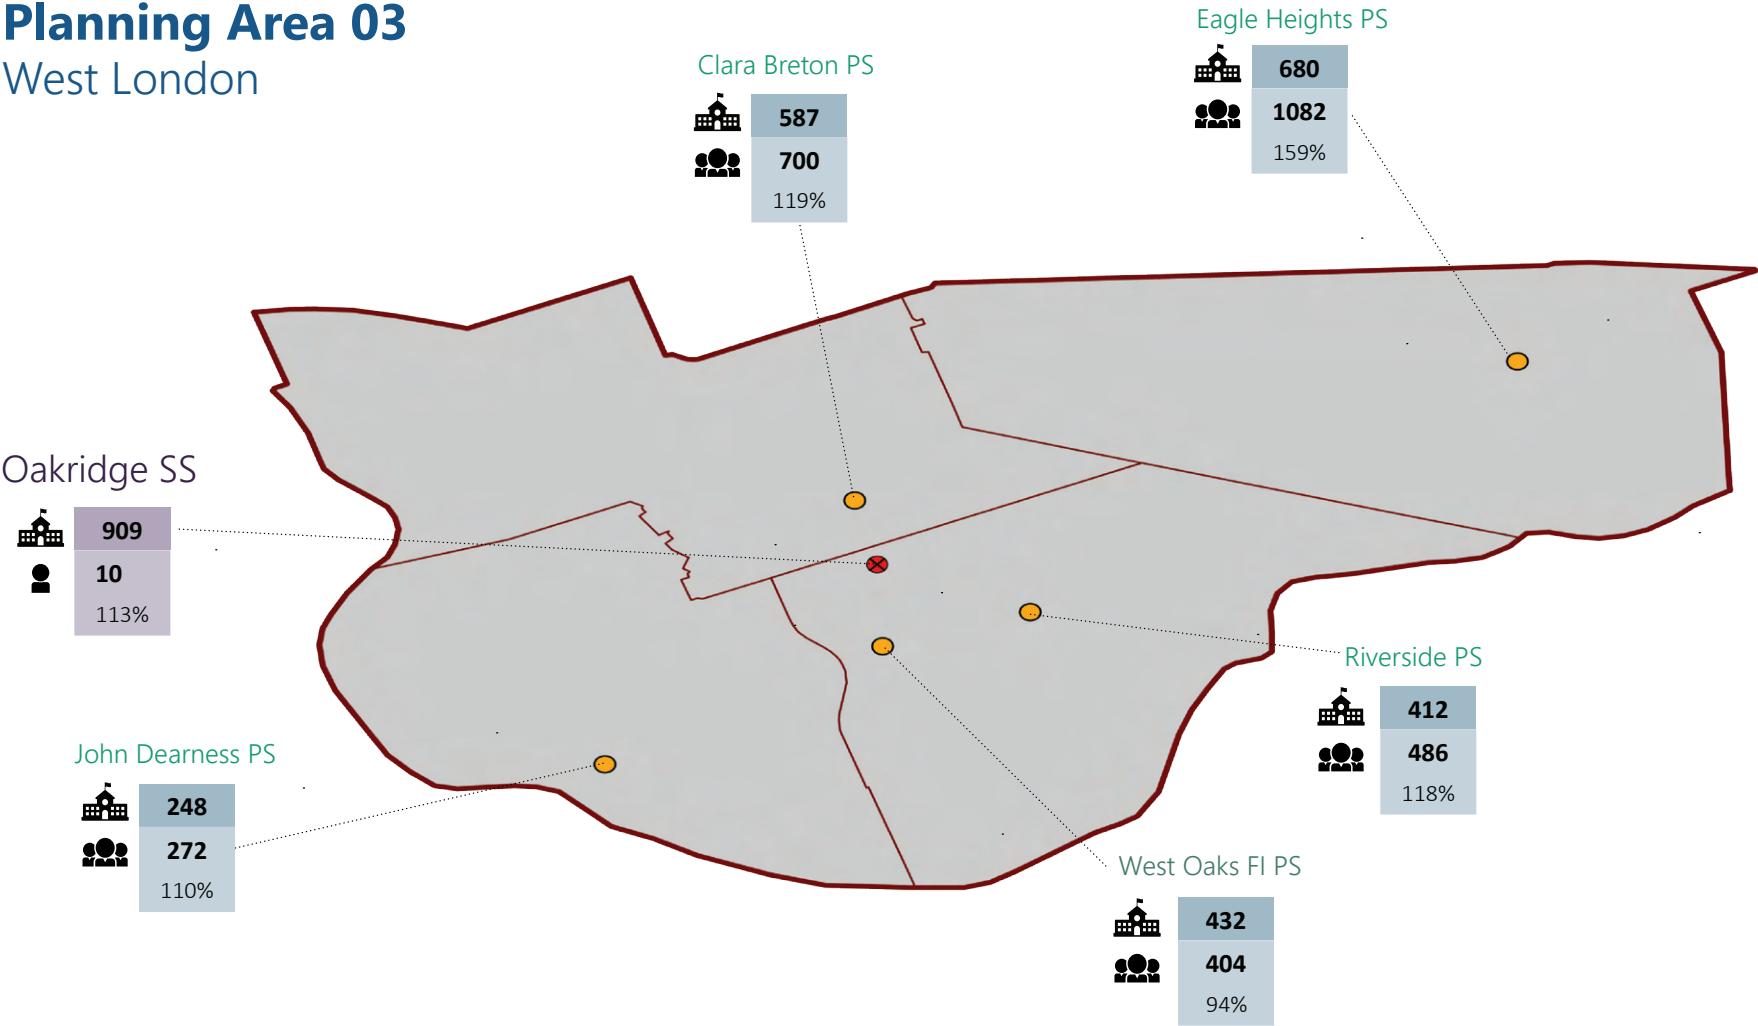 Planning Area 03
West London
Eagle Heights PS
680
1082
159%
Clara Breton PS
587
700
119%
Oakridge SS
909
10
113%
Riverside PS
412
486
118%
John Dearness PS
248
272
110%
West Oaks FI PS
432
404
94%